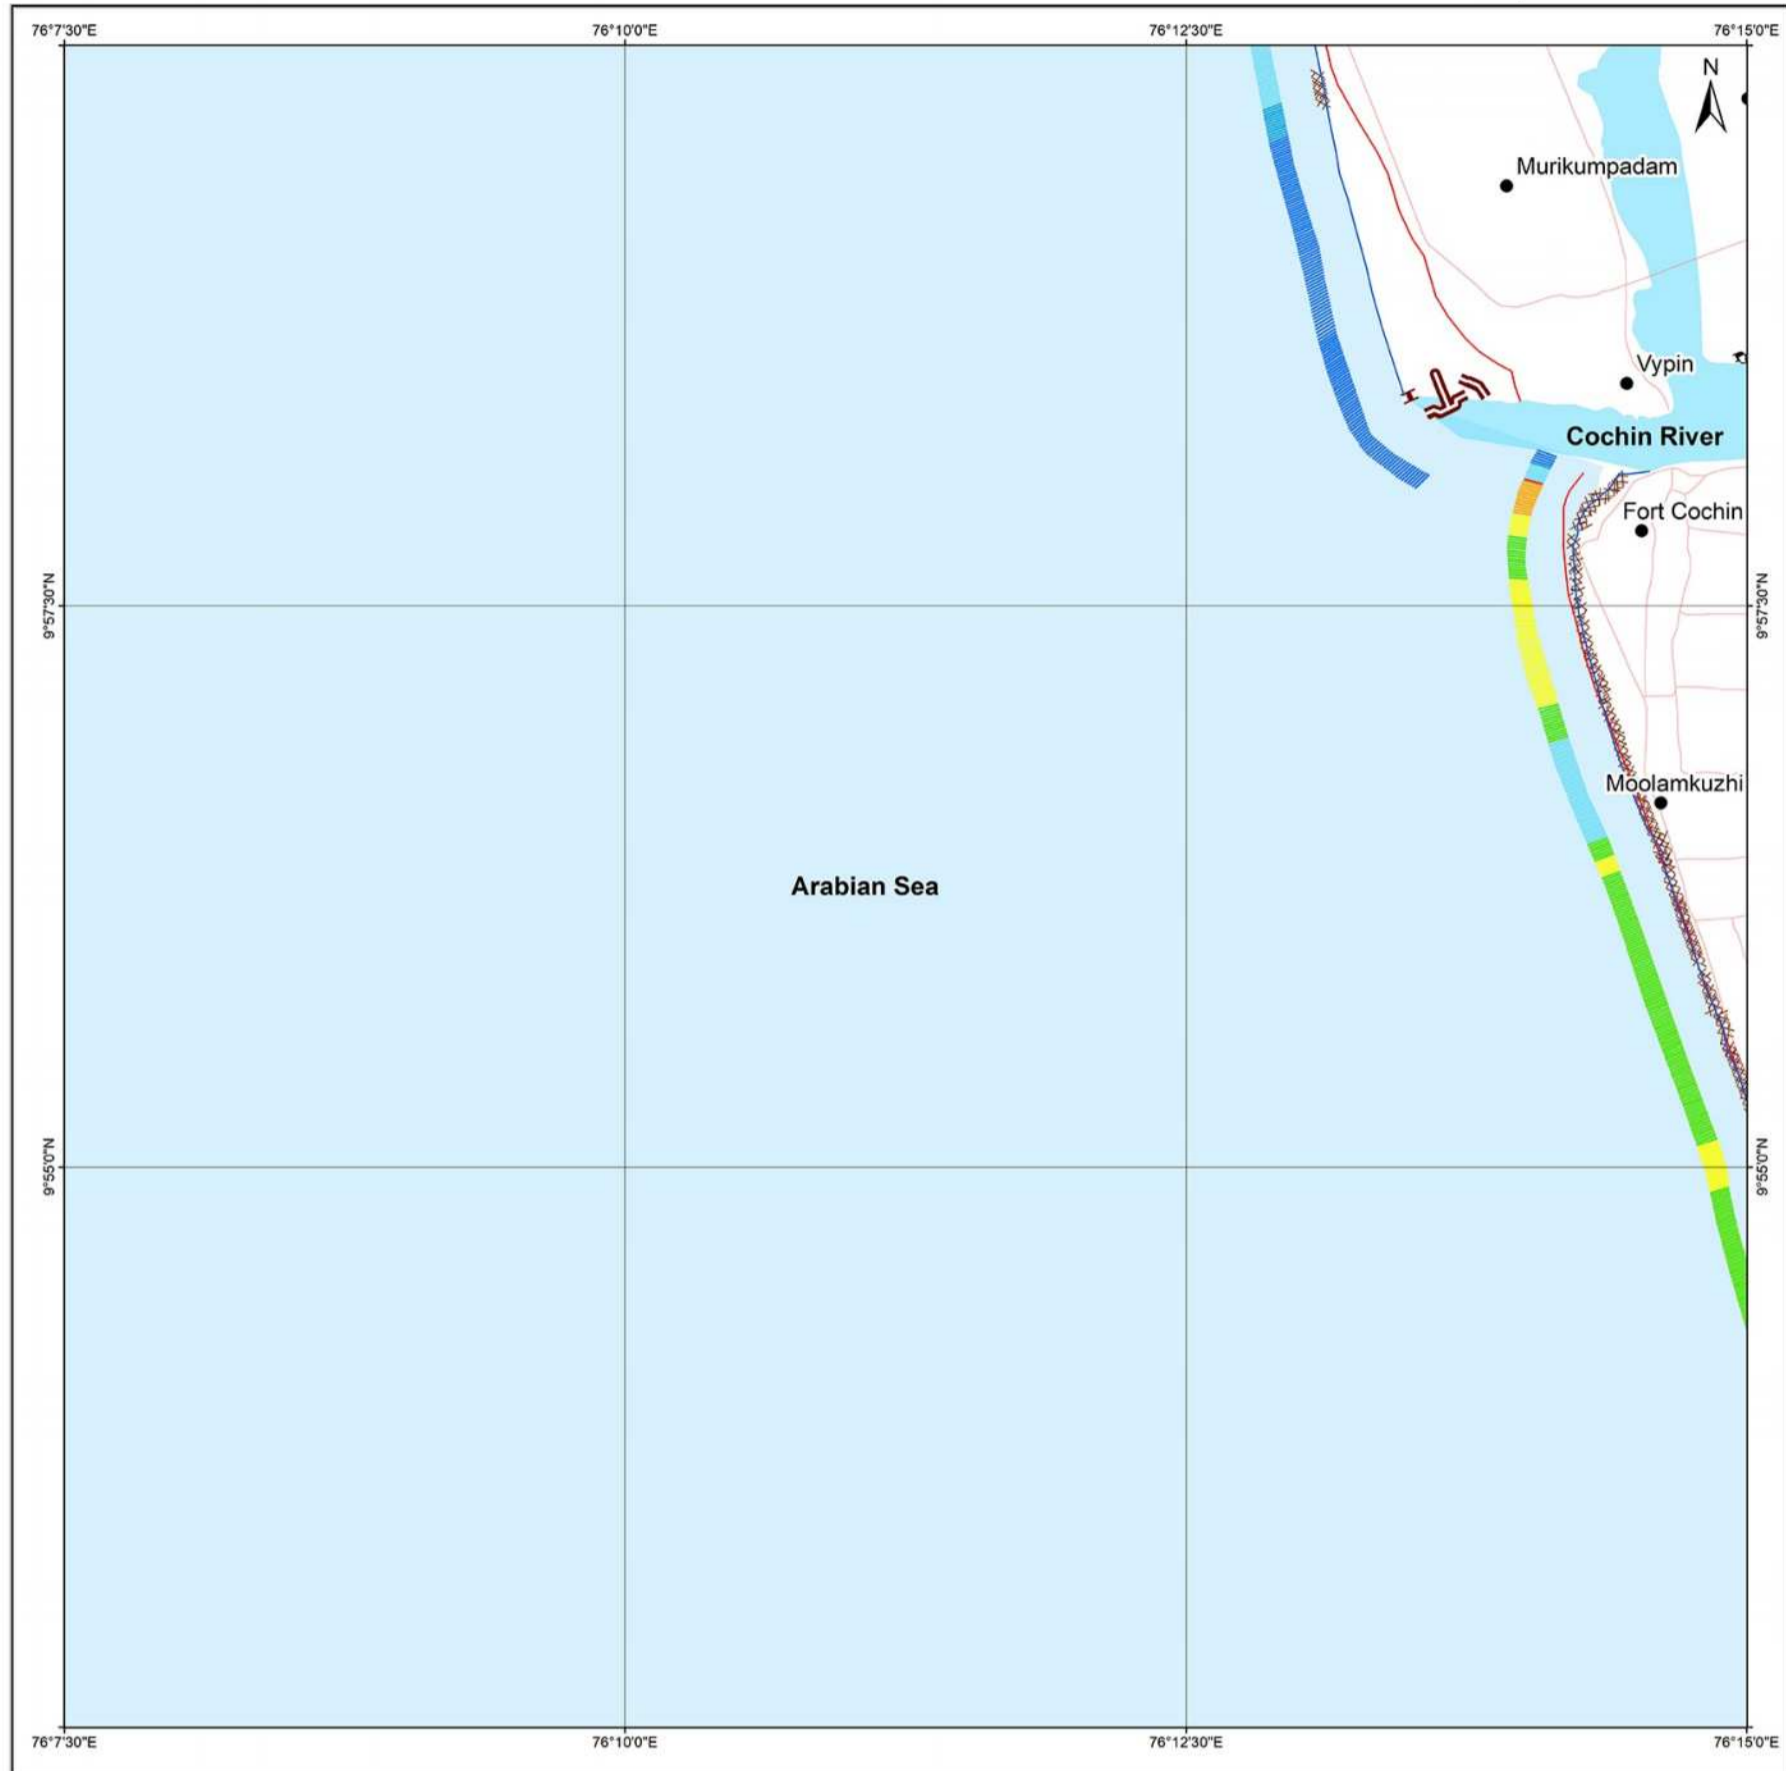 76°7'30"E 76°10'0"E 76°12'30"E 76°15'0"E
N
Murikumpadam
Vypin
Cochin River
Fort Cochin
9°57'30"N 9°57'30"N
Moolamkuzhi
Arabian Sea
9°55'0"N 9°55'0"N
76°7'30"E 76°10'0"E 76°12'30"E 76°15'0"E